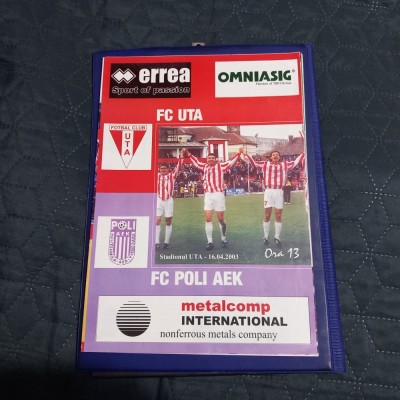 errea
Sport of passion
OMNIASIG
FC UTA
FOTBAL CLUB
UTA
Stadionul UTA - 16.04.2003
Ora 13
POLI
AEK
FC POLI AEK
metalcomp
INTERNATIONAL
nonferrous metals company